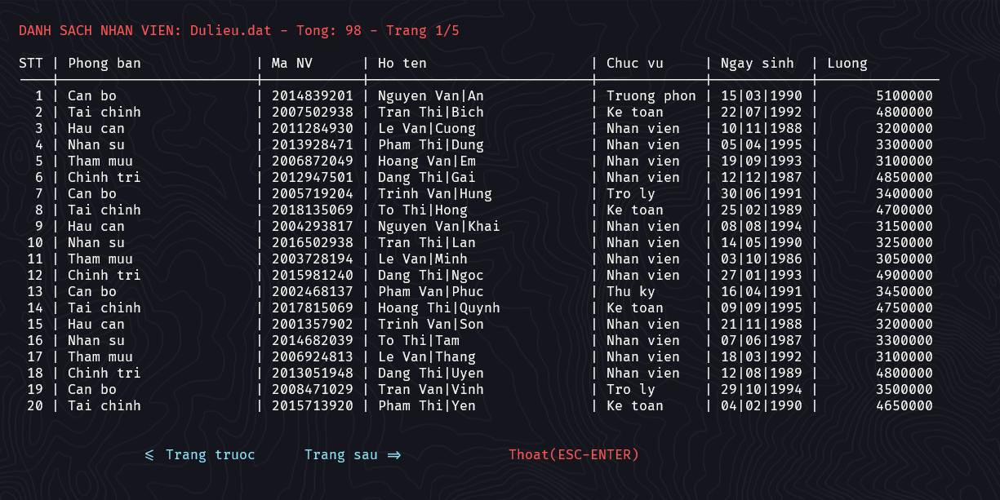 DANH SACH NHAN VIEN: Dulieu.dat - Tong: 98 - Trang 1/5
STT | Phong ban | Ma NV | Ho ten | Chuc vu | Ngay sinh | Luong
1 | Can bo | 2014839201 | Nguyen Van|An | Truong phon | 15|03|1990 | 5100000
2 | Tai chinh | 2007502938 | Tran Thi|Bich | Ke toan | 22|07|1992 | 4800000
3 | Hau can | 2011284930 | Le Van|Cuong | Nhan vien | 10|11|1988 | 3200000
4 | Nhan su | 2013928471 | Pham Thi|Dung | Nhan vien | 05|04|1995 | 3300000
5 | Tham muu | 2006872049 | Hoang Van|Em | Nhan vien | 19|09|1993 | 3100000
6 | Chinh tri | 2012947501 | Dang Thi|Gai | Nhan vien | 12|12|1987 | 4850000
7 | Can bo | 2005719204 | Trinh Van|Hung | Tro ly | 30|06|1991 | 3400000
8 | Tai chinh | 2018135069 | To Thi|Hong | Ke toan | 25|02|1989 | 4700000
9 | Hau can | 2004293817 | Nguyen Van|Khai | Nhan vien | 08|08|1994 | 3150000
10 | Nhan su | 2016502938 | Tran Thi|Lan | Nhan vien | 14|05|1990 | 3250000
11 | Tham muu | 2003728194 | Le Van|Minh | Nhan vien | 03|10|1986 | 3050000
12 | Chinh tri | 2015981240 | Dang Thi|Ngoc | Nhan vien | 27|01|1993 | 4900000
13 | Can bo | 2002468137 | Pham Van|Phuc | Thu ky | 16|04|1991 | 3450000
14 | Tai chinh | 2017815069 | Hoang Thi|Quynh | Ke toan | 09|09|1995 | 4750000
15 | Hau can | 2001357902 | Trinh Van|Son | Nhan vien | 21|11|1988 | 3200000
16 | Nhan su | 2014682039 | To Thi|Tam | Nhan vien | 07|06|1987 | 3300000
17 | Tham muu | 2006924813 | Le Van|Thang | Nhan vien | 18|03|1992 | 3100000
18 | Chinh tri | 2013051948 | Dang Thi|Uyen | Nhan vien | 12|08|1989 | 4800000
19 | Can bo | 2008471029 | Tran Van|Vinh | Tro ly | 29|10|1994 | 3500000
20 | Tai chinh | 2015713920 | Pham Thi|Yen | Ke toan | 04|02|1990 | 4650000
<= Trang truoc Trang sau => Thoat(ESC-ENTER)